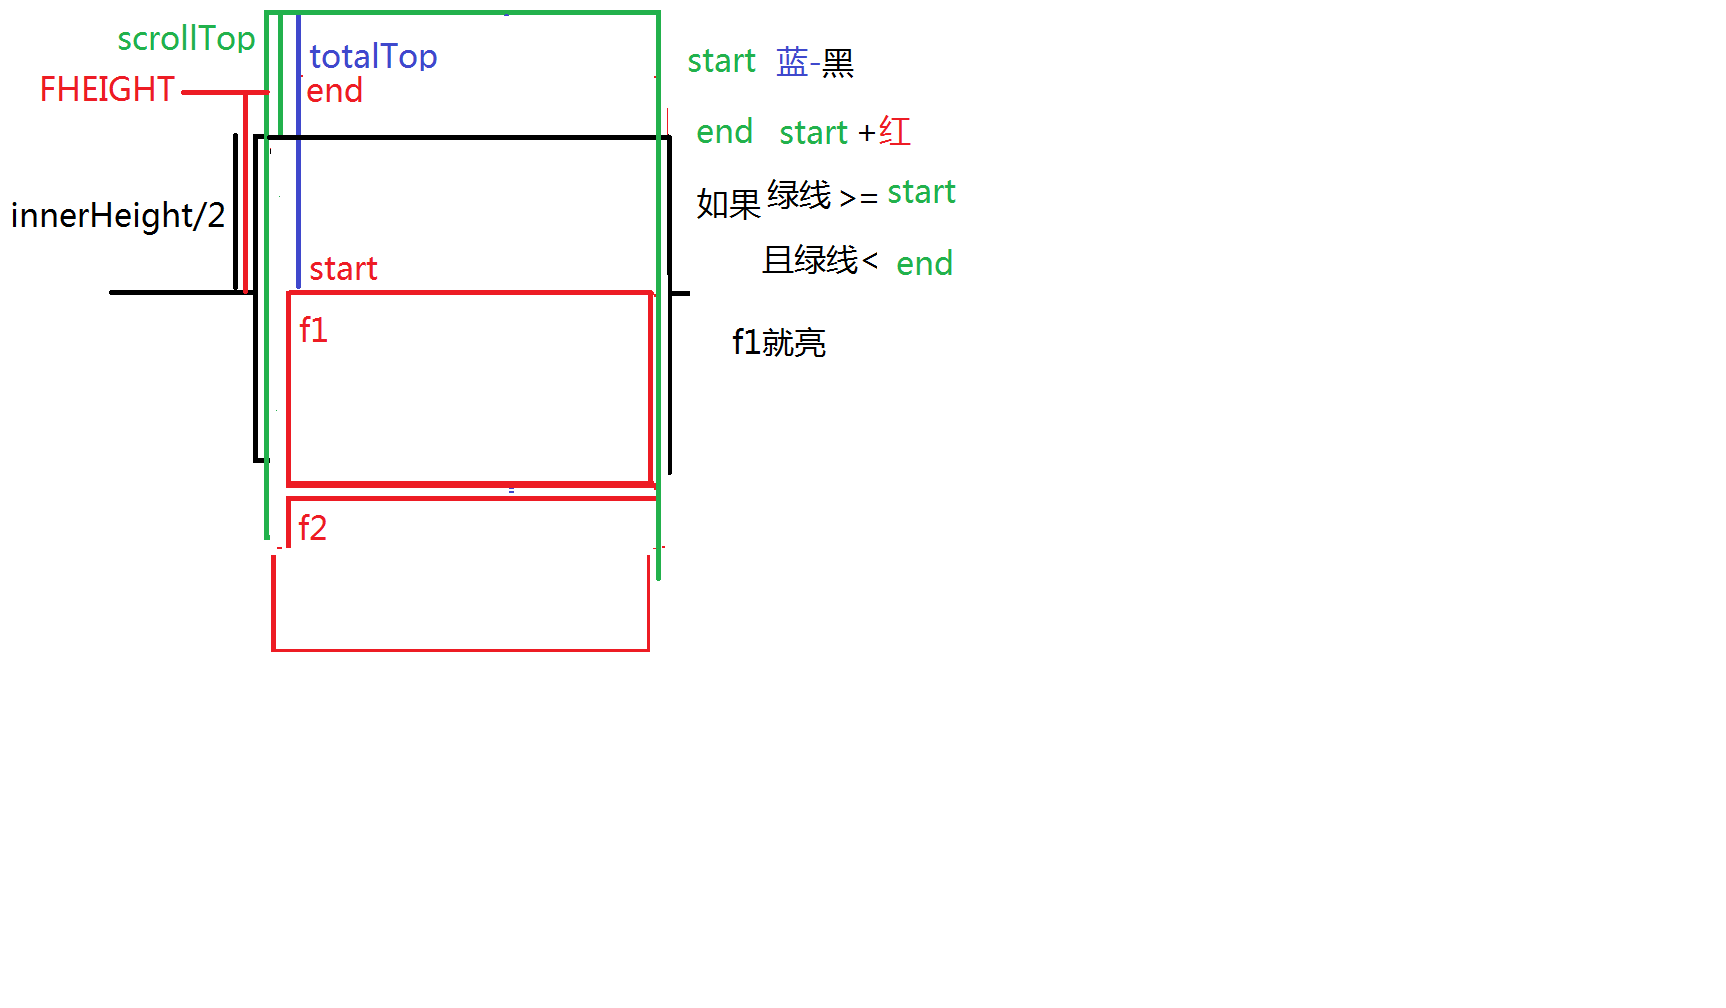 scrollTop
totalTop
FHEIGHT
end
innerHeight/2
start
f1
f2
start 蓝-黑
end start +红
如果 绿线 >= start
且绿线< end
f1就亮